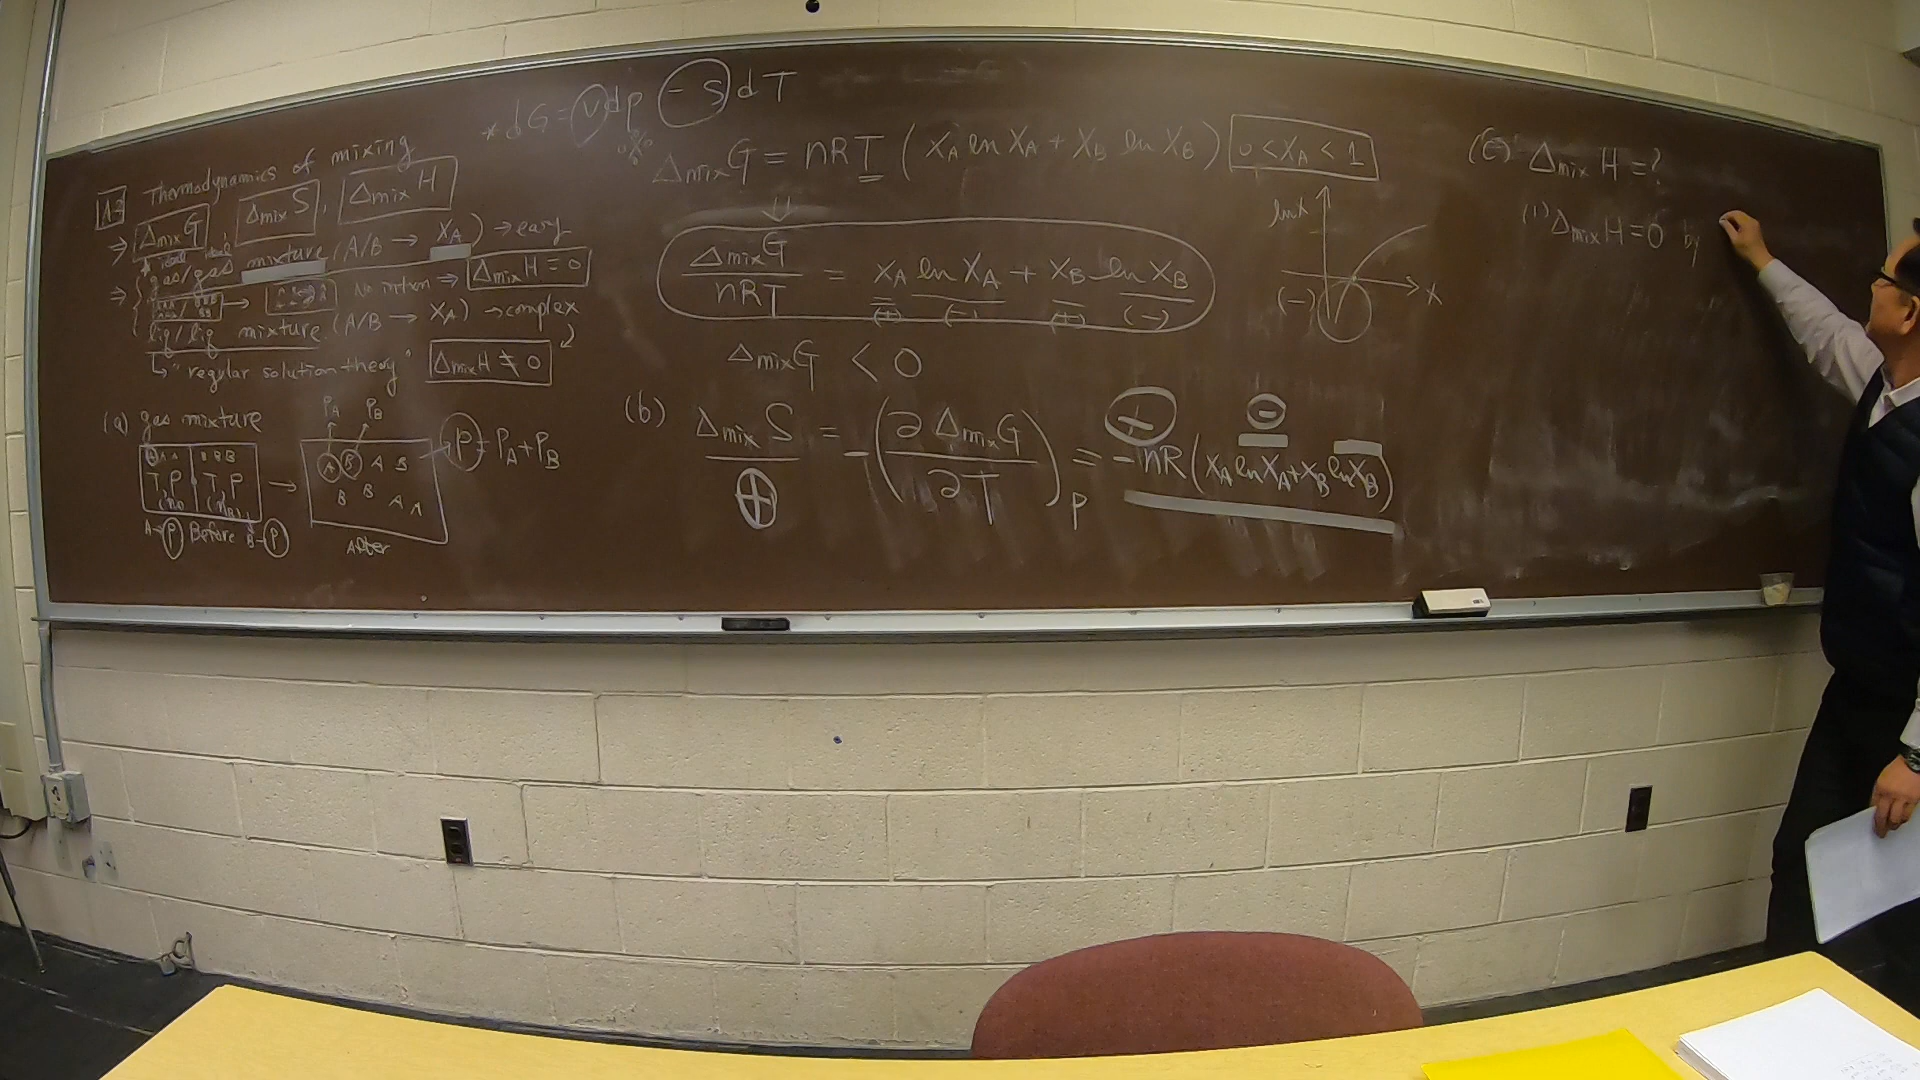 A-2 Thermodynamics of mixing
⇒ ΔmixG, ΔmixS, ΔmixH
ideal
⇒ { gas/gas mixture (A/B → XA) → easy
→ No → ΔmixH = 0
liq/liq mixture (A/B → XA) → complex
↳ "regular solution theory" ΔmixH ≠ 0
(a) gas mixture
PA PB
A A B B B
T, P T, P → A B A B
B B A A
(nB)
P = PA + PB
A → P Before B → P
After
* dG = Vdp - SdT
ΔmixG = nRT (XA ln XA + XB ln XB) 0 < XA < 1
⇓
ΔmixG / nRT = XA ln XA + XB ln XB
(+) (-) (+) (-)
ΔmixG < 0
ln X
X
(-)
(b) ΔmixS = -(∂ΔmixG / ∂T)P = -nR(XA ln XA + XB ln XB)
+ + -
(C) ΔmixH = ?
(1) ΔmixH = 0 by